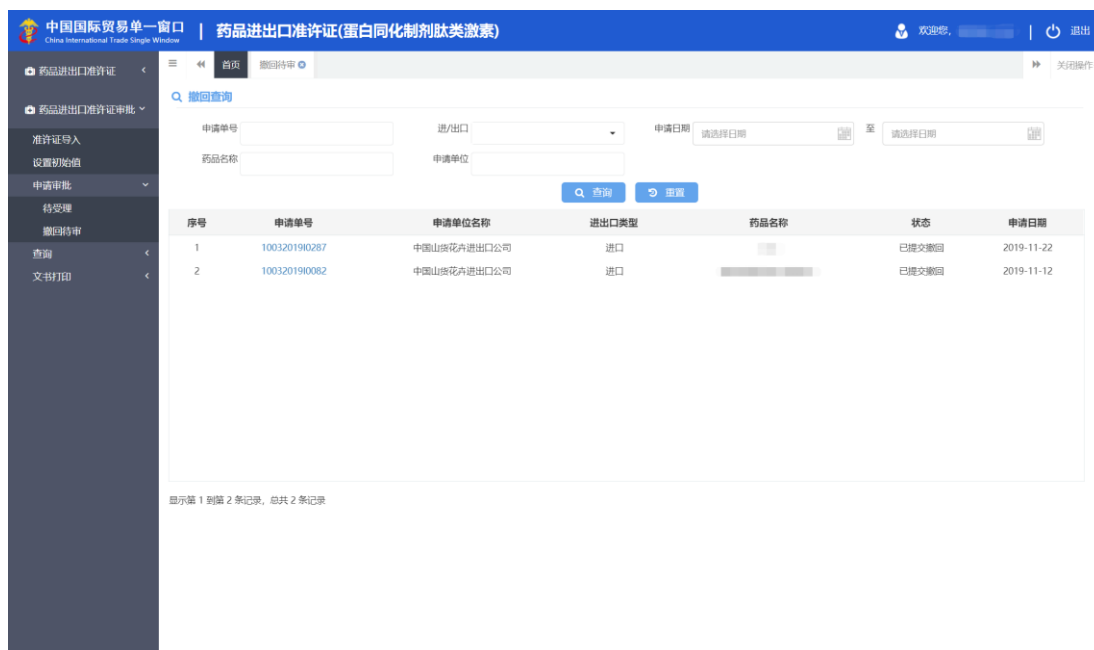 中国国际贸易单一窗口 | 药品进出口准许证(蛋白同化制剂肽类激素) 欢迎您, | 退出
China International Trade Single Window
药品进出口准许证
首页 撤回待审 关闭操作
药品进出口准许证审批
准许证导入
设置初始值
申请审批
待受理
撤回待审
查询
文书打印
撤回查询
申请单号 进/出口 申请日期 请选择日期 至 请选择日期
药品名称 申请单位
查询 重置
序号 申请单号 申请单位名称 进出口类型 药品名称 状态 申请日期
1 10032019I0287 中国山货花卉进出口公司 进口 已提交撤回 2019-11-22
2 10032019I0082 中国山货花卉进出口公司 进口 已提交撤回 2019-11-12
显示第 1 到第 2 条记录，总共 2 条记录